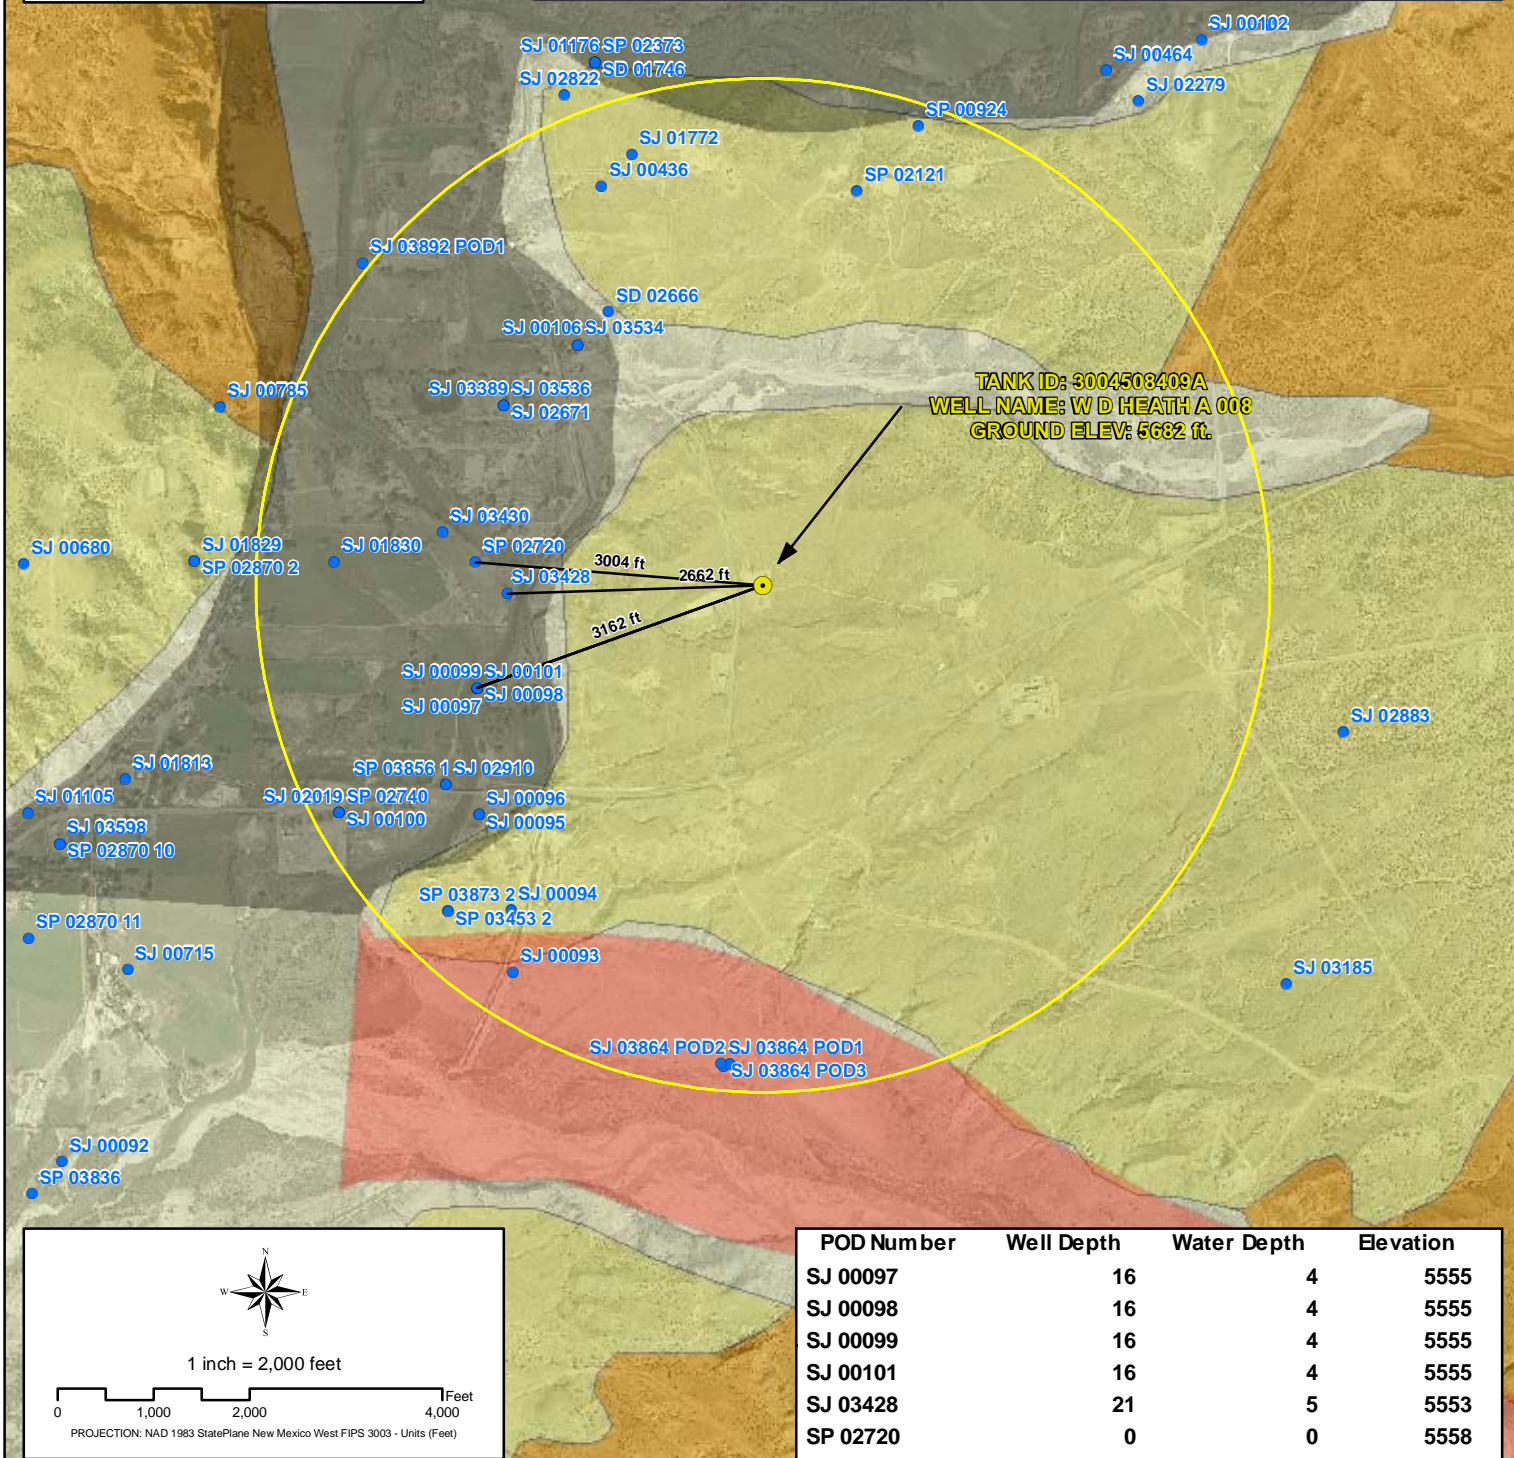 SJ 00102
SJ 01176 SP 02373
SJ 00464
SD 01746
SJ 02822
SJ 02279
SP 00924
SJ 01772
SJ 00436
SP 02121
SJ 03892 POD1
SD 02666
SJ 00106 SJ 03534
TANK ID: 3004508409A
WELL NAME: W D HEATH A 008
GROUND ELEV: 5682 ft.
SJ 00785
SJ 03389 SJ 03536
SJ 02671
SJ 03430
SJ 00680
SJ 01829
SP 02870 2
SJ 01830
SP 02720
3004 ft
2662 ft
SJ 03428
3162 ft
SJ 00099 SJ 00101
SJ 00097 SJ 00098
SJ 02883
SJ 01813
SP 03856 1 SJ 02910
SJ 01105
SJ 02019 SP 02740
SJ 00100
SJ 00096
SJ 00095
SJ 03598
SP 02870 10
SP 03873 2 SJ 00094
SP 03453 2
SP 02870 11
SJ 00715
SJ 00093
SJ 03185
SJ 03864 POD2 SJ 03864 POD1
SJ 03864 POD3
SJ 00092
SP 03836
N
W E
S
1 inch = 2,000 feet
Feet
0 1,000 2,000 4,000
PROJECTION: NAD 1983 StatePlane New Mexico West FIPS 3003 - Units (Feet)
POD Number Well Depth Water Depth Elevation
SJ 00097 16 4 5555
SJ 00098 16 4 5555
SJ 00099 16 4 5555
SJ 00101 16 4 5555
SJ 03428 21 5 5553
SP 02720 0 0 5558